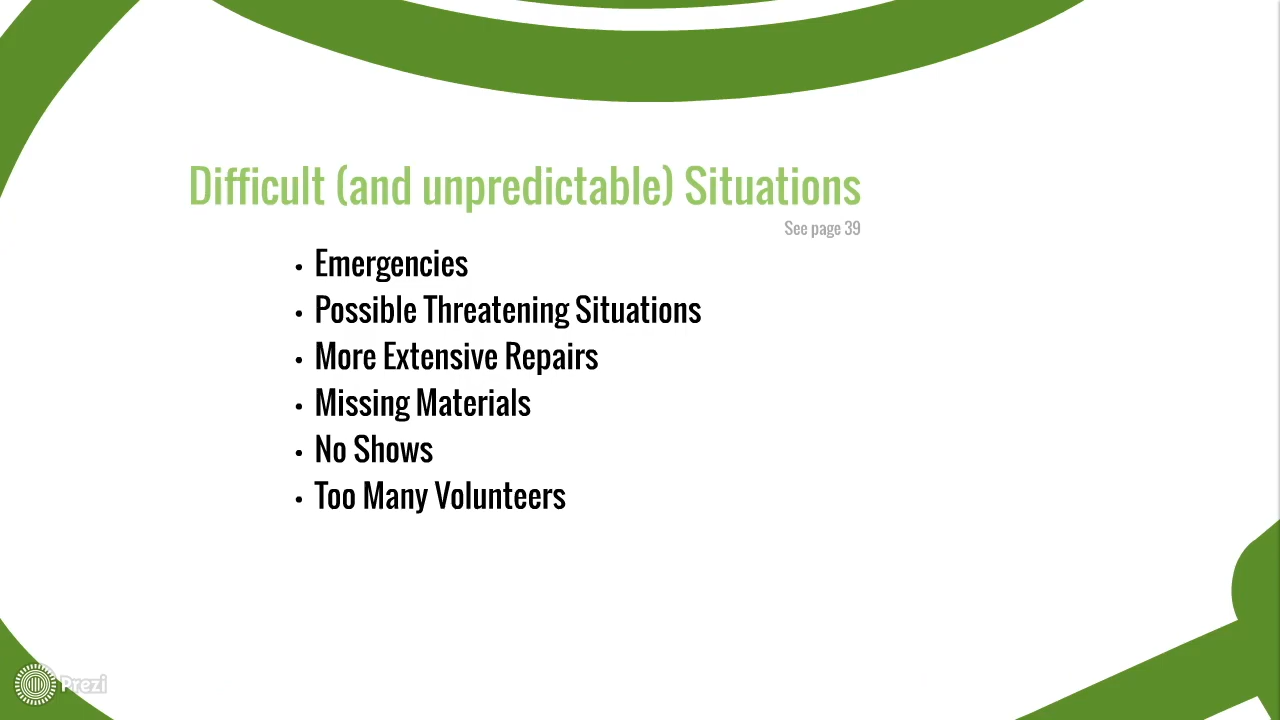 Difficult (and unpredictable) Situations
See page 39
• Emergencies
• Possible Threatening Situations
• More Extensive Repairs
• Missing Materials
• No Shows
• Too Many Volunteers
Prezi